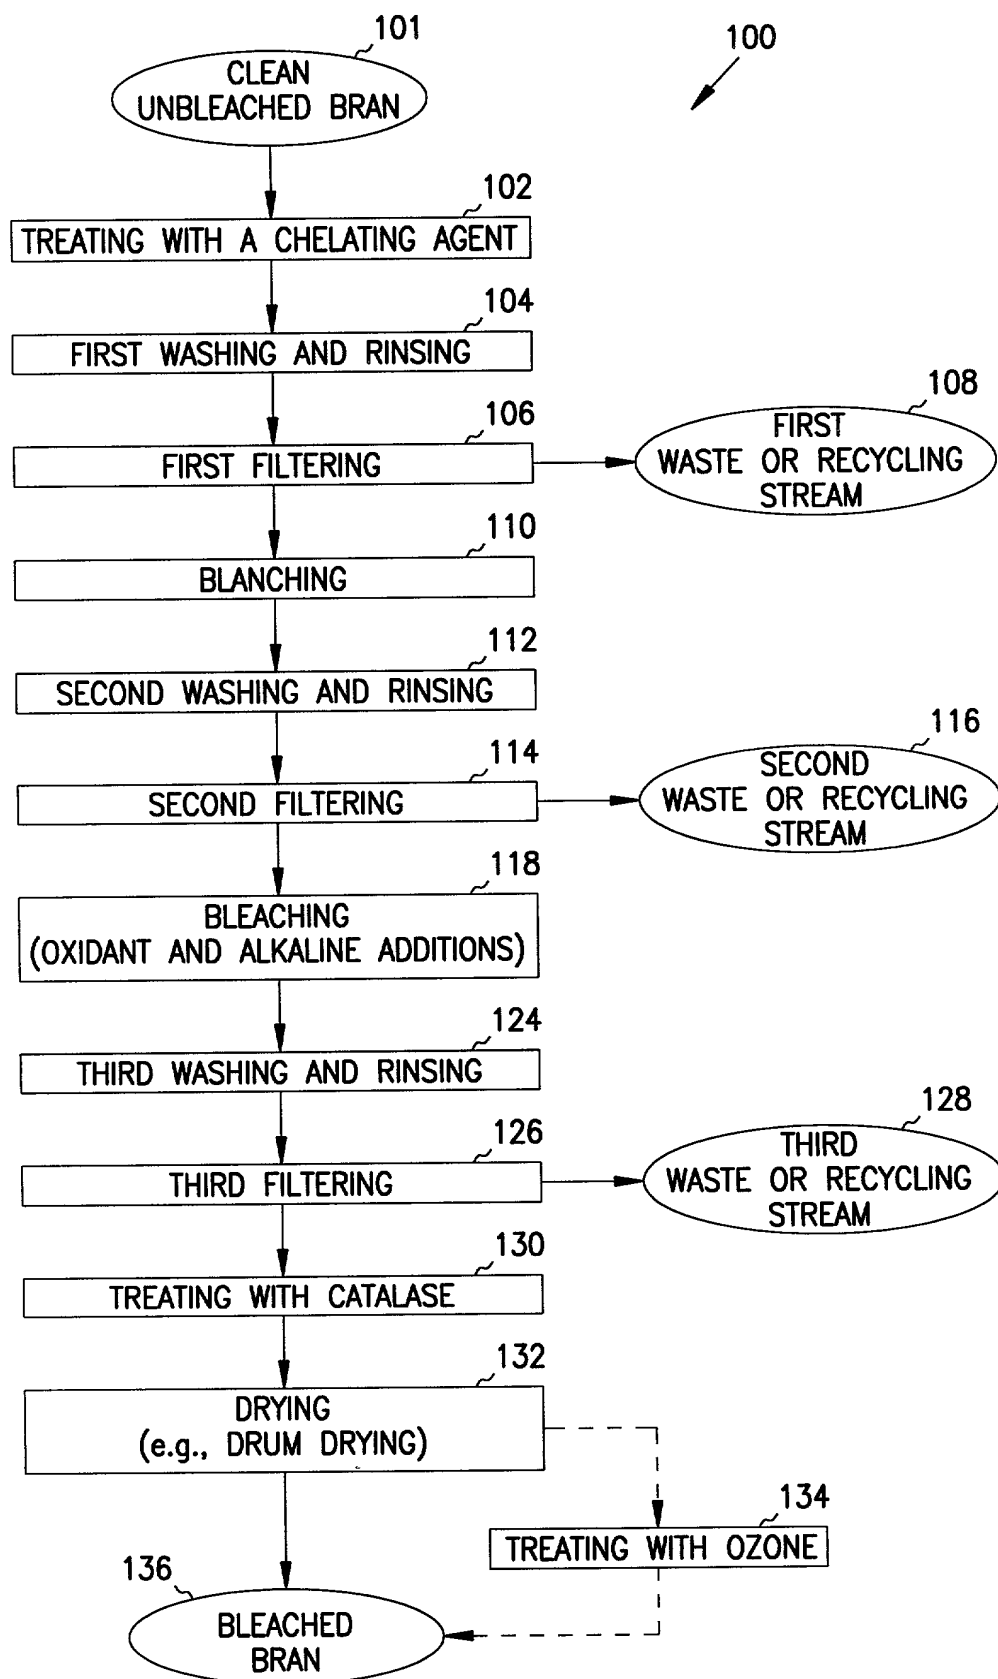 101
100
CLEAN
UNBLEACHED BRAN
102
TREATING WITH A CHELATING AGENT
104
FIRST WASHING AND RINSING
106
FIRST FILTERING
108
FIRST
WASTE OR RECYCLING
STREAM
110
BLANCHING
112
SECOND WASHING AND RINSING
114
SECOND FILTERING
116
SECOND
WASTE OR RECYCLING
STREAM
118
BLEACHING
(OXIDANT AND ALKALINE ADDITIONS)
124
THIRD WASHING AND RINSING
126
THIRD FILTERING
128
THIRD
WASTE OR RECYCLING
STREAM
130
TREATING WITH CATALASE
132
DRYING
(e.g., DRUM DRYING)
134
TREATING WITH OZONE
136
BLEACHED
BRAN